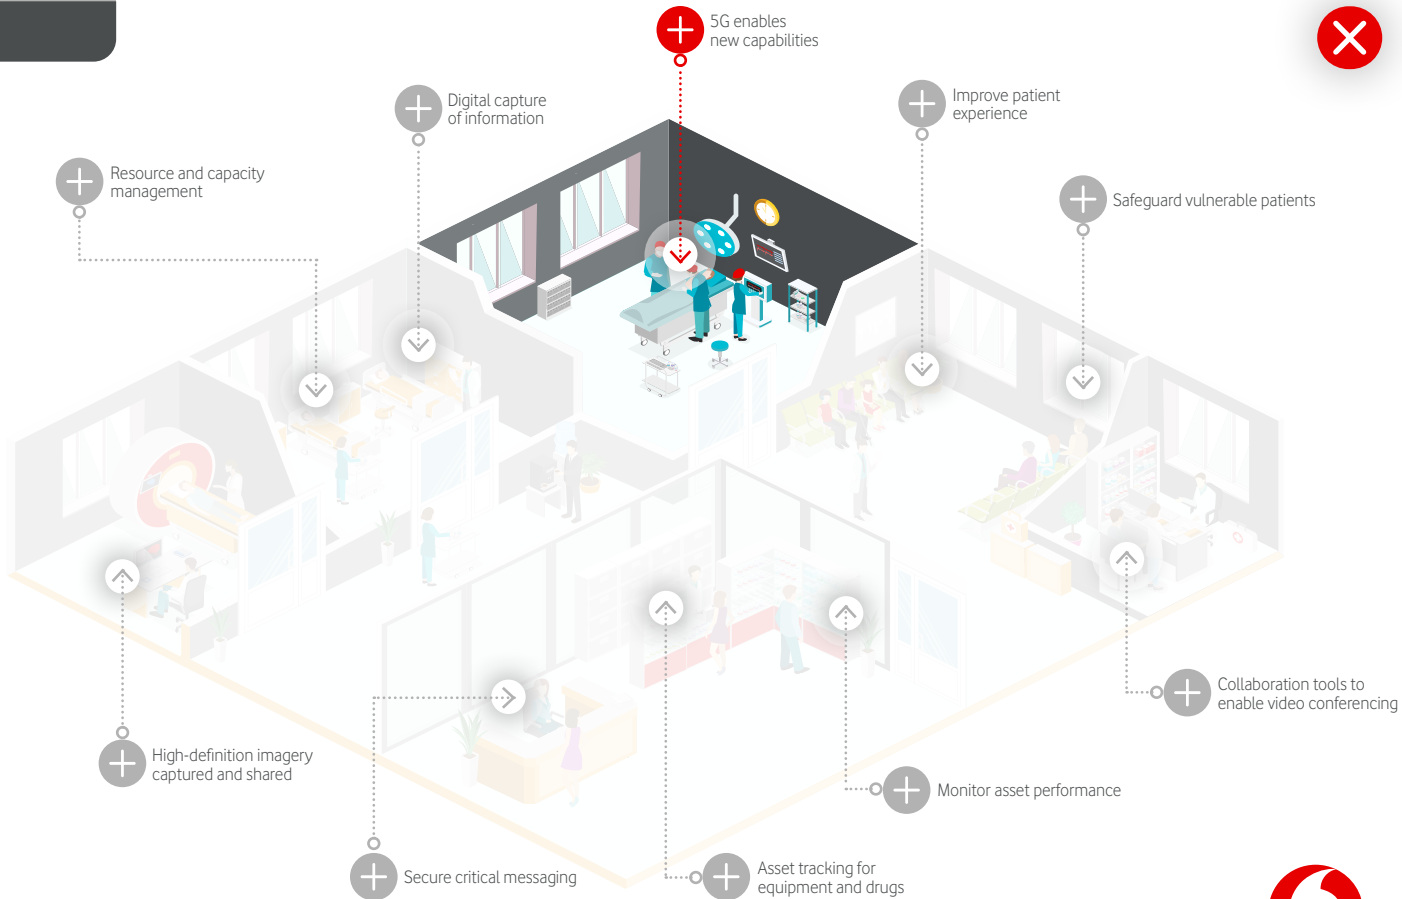 5G enables
new capabilities
Digital capture
of information
Improve patient
experience
Resource and capacity
management
Safeguard vulnerable patients
Collaboration tools to
enable video conferencing
High-definition imagery
captured and shared
Monitor asset performance
Secure critical messaging
Asset tracking for
equipment and drugs